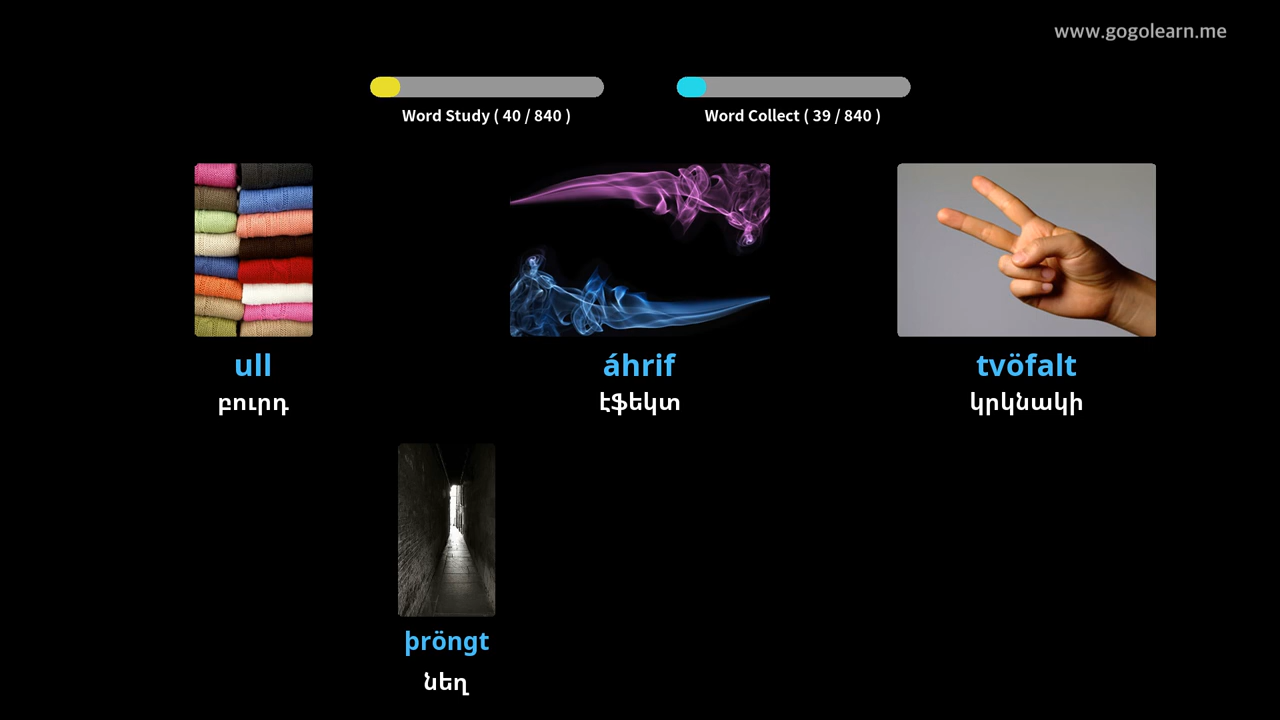 www.gogolearn.me
Word Study ( 40 / 840 )
Word Collect ( 39 / 840 )
ull
բուրդ
áhrif
էֆեկտ
tvöfalt
կրկնակի
þröngt
նեղ